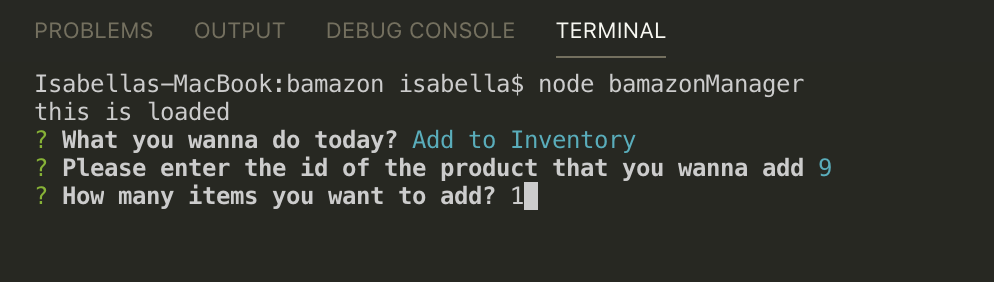 PROBLEMS OUTPUT DEBUG CONSOLE TERMINAL
Isabellas-MacBook:bamazon isabella$ node bamazonManager
this is loaded
? What you wanna do today? Add to Inventory
? Please enter the id of the product that you wanna add 9
? How many items you want to add? 1